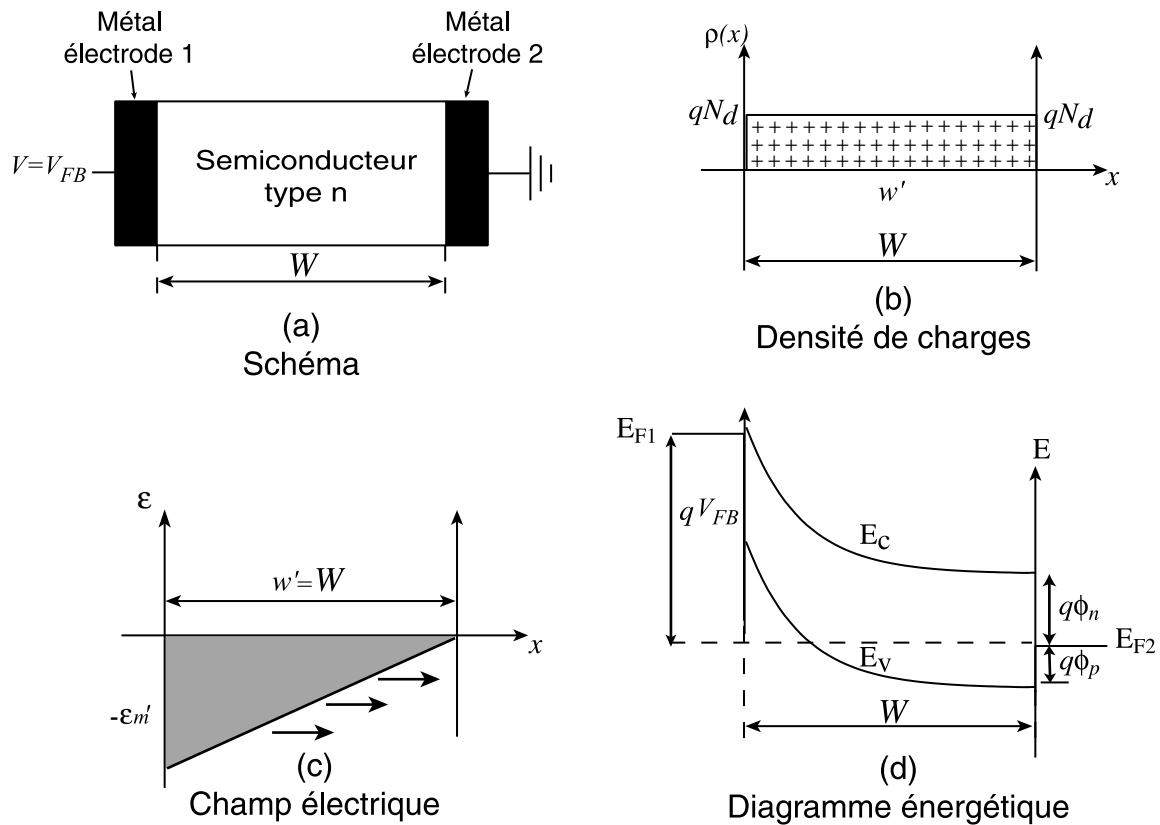 Métal
électrode 1
Métal
électrode 2
V=V_FB
Semiconducteur
type n
W
(a)
Schéma
ρ(x)
qN_d
qN_d
+ + + + + + + + + + + + + + + +
+ + + + + + + + + + + + + + + +
+ + + + + + + + + + + + + + + +
w'
x
W
(b)
Densité de charges
ε
w'=W
x
-εm'
(c)
Champ électrique
E_F1
E
qV_FB
E_c
qϕ_n
E_F2
E_v
qϕ_p
W
(d)
Diagramme énergétique